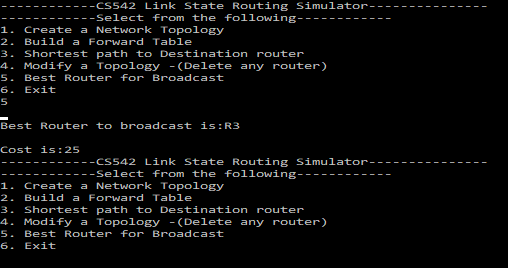 ------------CS542 Link State Routing Simulator---------------
------------Select from the following------------
1. Create a Network Topology
2. Build a Forward Table
3. Shortest path to Destination router
4. Modify a Topology -(Delete any router)
5. Best Router for Broadcast
6. Exit
5
Best Router to broadcast is:R3
Cost is:25
------------CS542 Link State Routing Simulator---------------
------------Select from the following------------
1. Create a Network Topology
2. Build a Forward Table
3. Shortest path to Destination router
4. Modify a Topology -(Delete any router)
5. Best Router for Broadcast
6. Exit